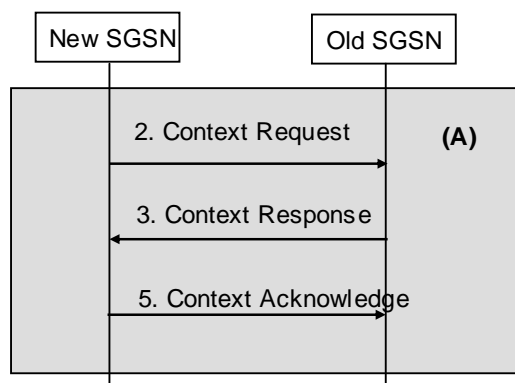 New SGSN
Old SGSN
2. Context Request
(A)
3. Context Response
5. Context Acknowledge